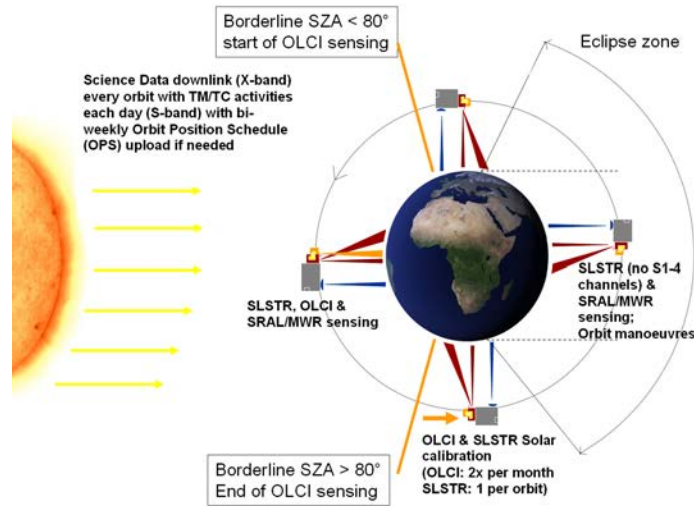 Borderline SZA < 80°
start of OLCI sensing
Eclipse zone
Science Data downlink (X-band)
every orbit with TM/TC activities
each day (S-band) with bi-
weekly Orbit Position Schedule
(OPS) upload if needed
SLSTR, OLCI &
SRAL/MWR sensing
SLSTR (no S1-4
channels) &
SRAL/MWR
sensing;
Orbit manoeuvres
OLCI & SLSTR Solar
calibration
(OLCI: 2x per month
SLSTR: 1 per orbit)
Borderline SZA > 80°
End of OLCI sensing